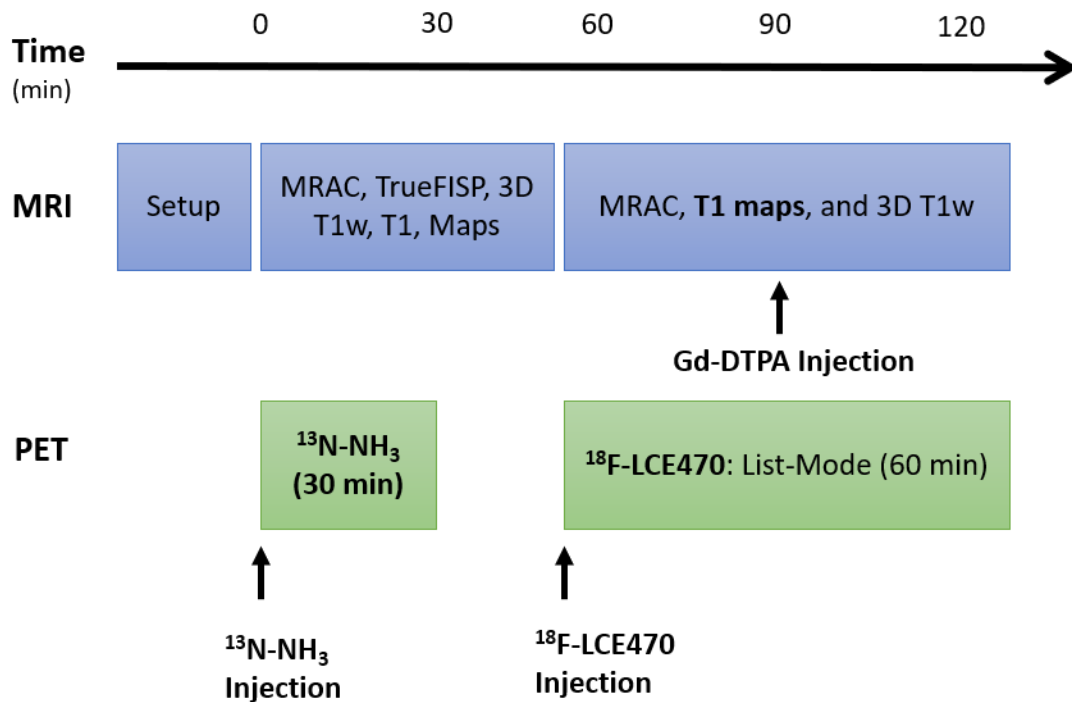 0 30 60 90 120
Time
(min)
MRI
Setup
MRAC, TrueFISP, 3D
T1w, T1, Maps
MRAC, T1 maps, and 3D T1w
Gd-DTPA Injection
PET
¹³N-NH₃
(30 min)
¹⁸F-LCE470: List-Mode (60 min)
¹³N-NH₃
Injection
¹⁸F-LCE470
Injection